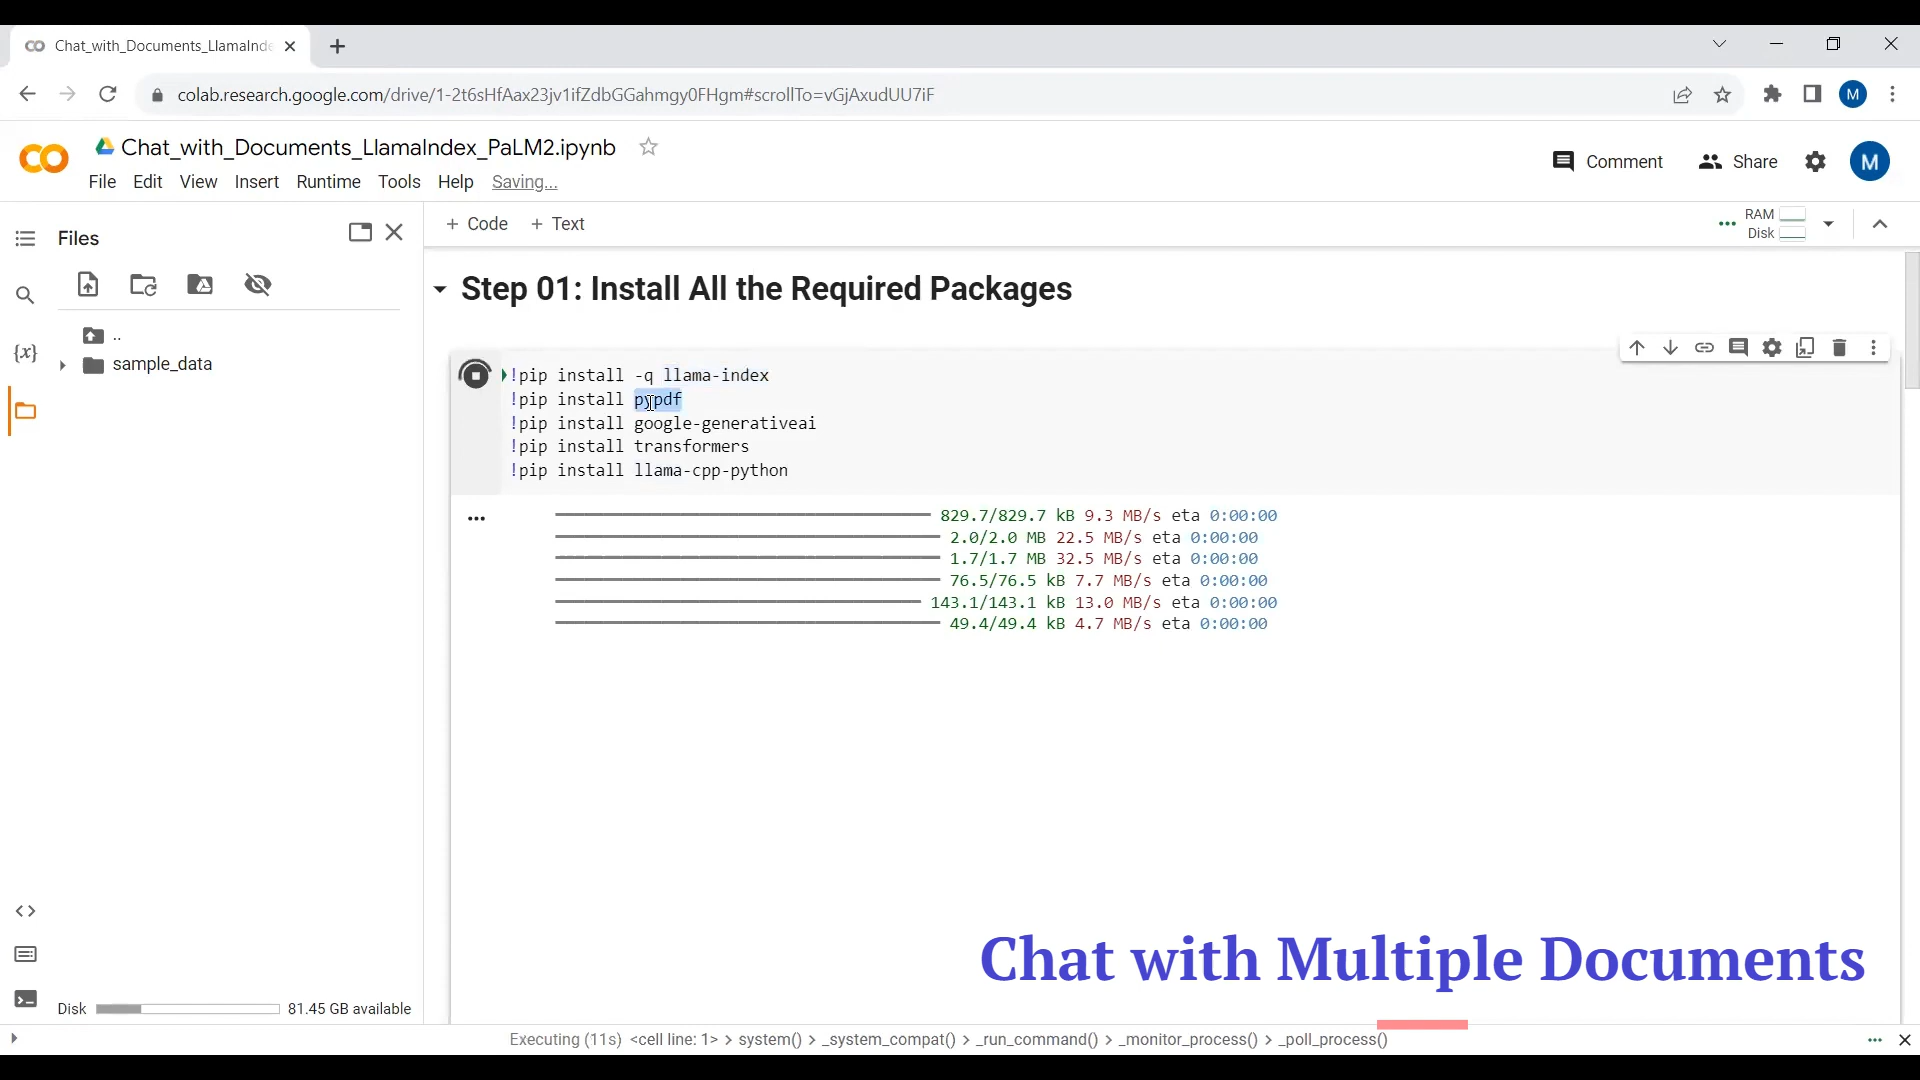 Chat_with_Documents_LlamaInde
colab.research.google.com/drive/1-2t6sHfAax23jv1ifZdbGGahmgy0FHgm#scrollTo=vGjAxudUU7iF
M
Chat_with_Documents_LlamaIndex_PaLM2.ipynb
Comment
Share
M
File Edit View Insert Runtime Tools Help Saving...
Files
+ Code + Text
RAM
Disk
Step 01: Install All the Required Packages
..
sample_data
{x}
!pip install -q llama-index
!pip install pypdf
!pip install google-generativeai
!pip install transformers
!pip install llama-cpp-python
829.7/829.7 kB 9.3 MB/s eta 0:00:00
2.0/2.0 MB 22.5 MB/s eta 0:00:00
1.7/1.7 MB 32.5 MB/s eta 0:00:00
76.5/76.5 kB 7.7 MB/s eta 0:00:00
143.1/143.1 kB 13.0 MB/s eta 0:00:00
49.4/49.4 kB 4.7 MB/s eta 0:00:00
Chat with Multiple Documents
Disk 81.45 GB available
Executing (11s) <cell line: 1> > system() > _system_compat() > _run_command() > _monitor_process() > _poll_process()